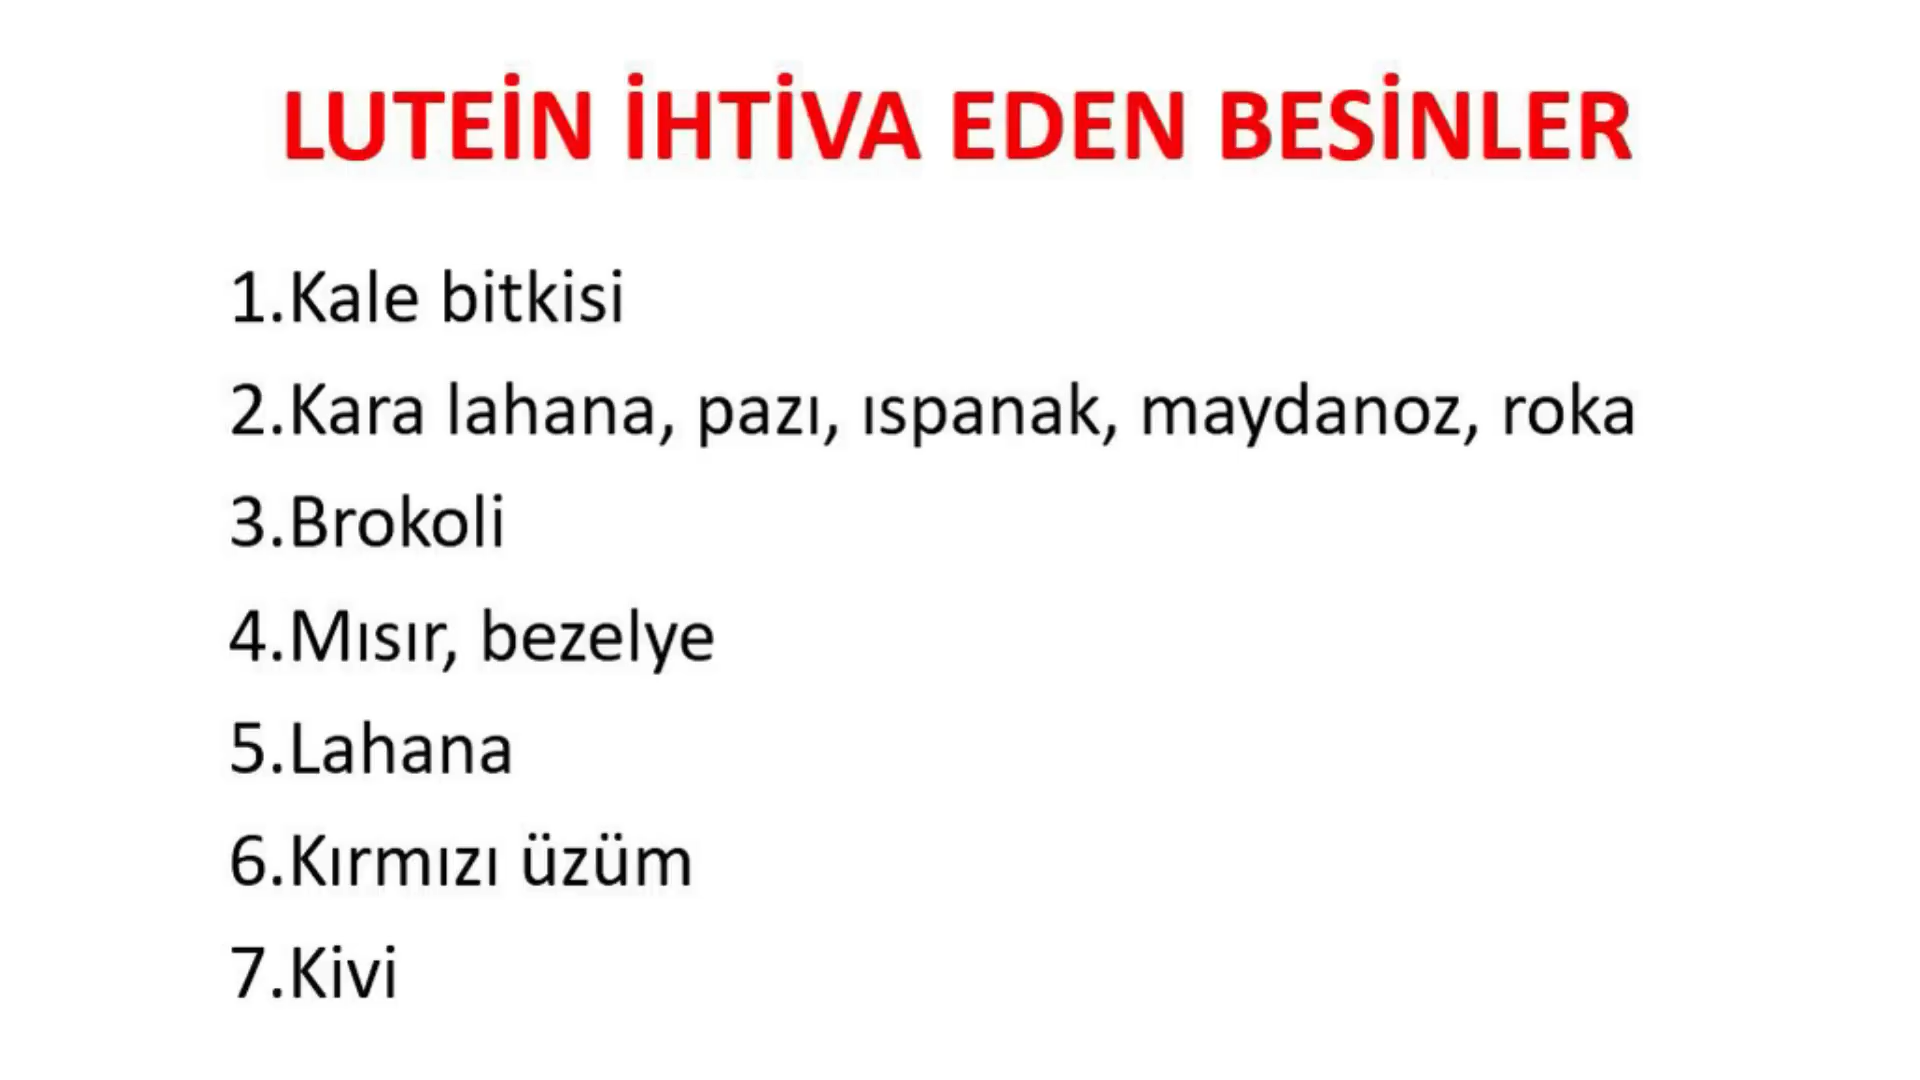 LUTEİN İHTİVA EDEN BESİNLER
1.Kale bitkisi
2.Kara lahana, pazı, ıspanak, maydanoz, roka
3.Brokoli
4.Mısır, bezelye
5.Lahana
6.Kırmızı üzüm
7.Kivi